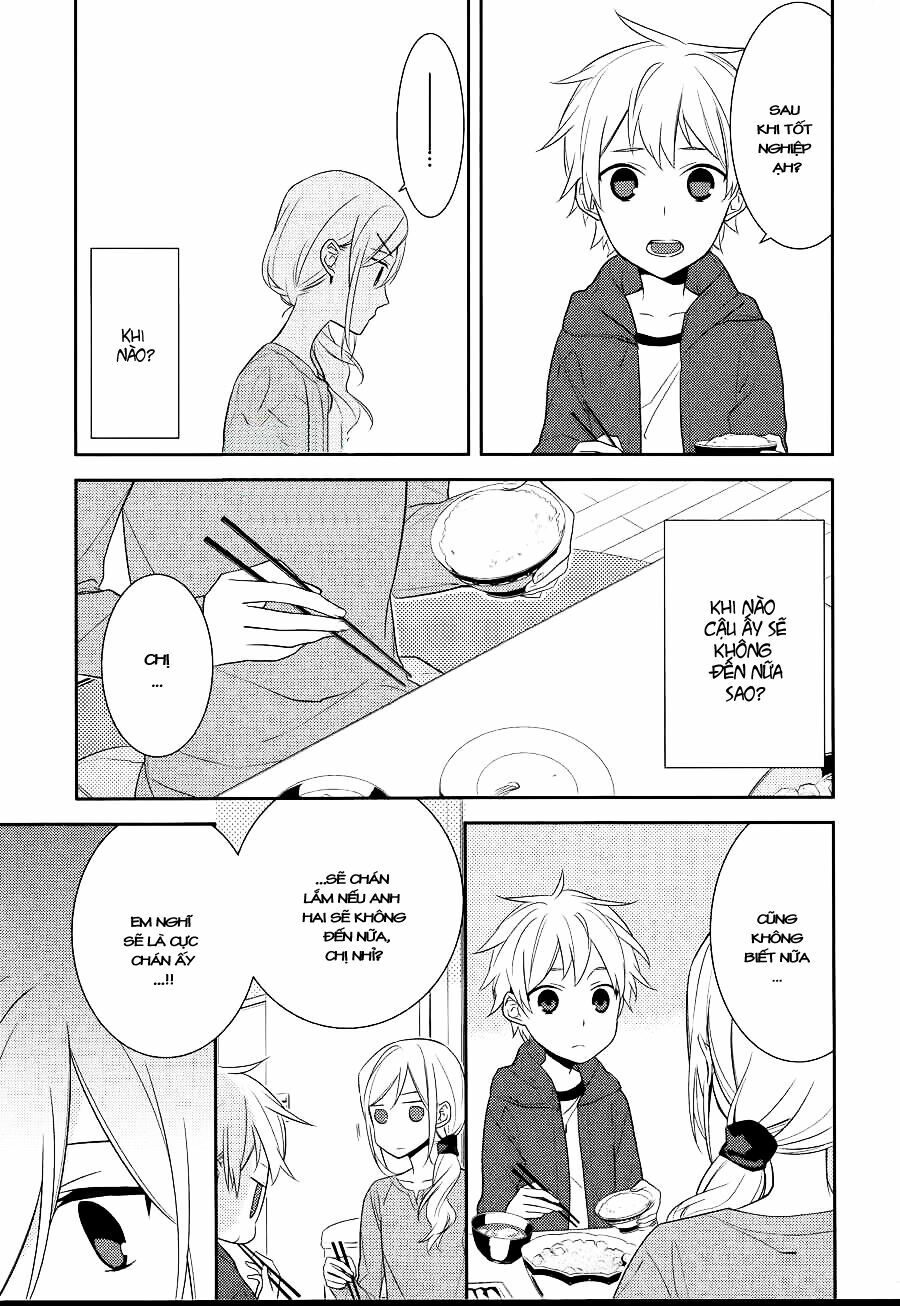 SAU
KHI TỐT
NGHIỆP
ẠH?
KHI
NÀO?
KHI NÀO
CẬU ẤY SẼ
KHÔNG
ĐẾN NỮA
SAO?
CHỊ
...
CŨNG
KHÔNG
BIẾT NỮA
...
...SẼ CHÁN
LẮM NẾU ANH
HAI SẼ KHÔNG
ĐẾN NỮA,
CHỊ NHỈ?
EM NGHĨ
SẼ LÀ CỰC
CHÁN ẤY
...!!